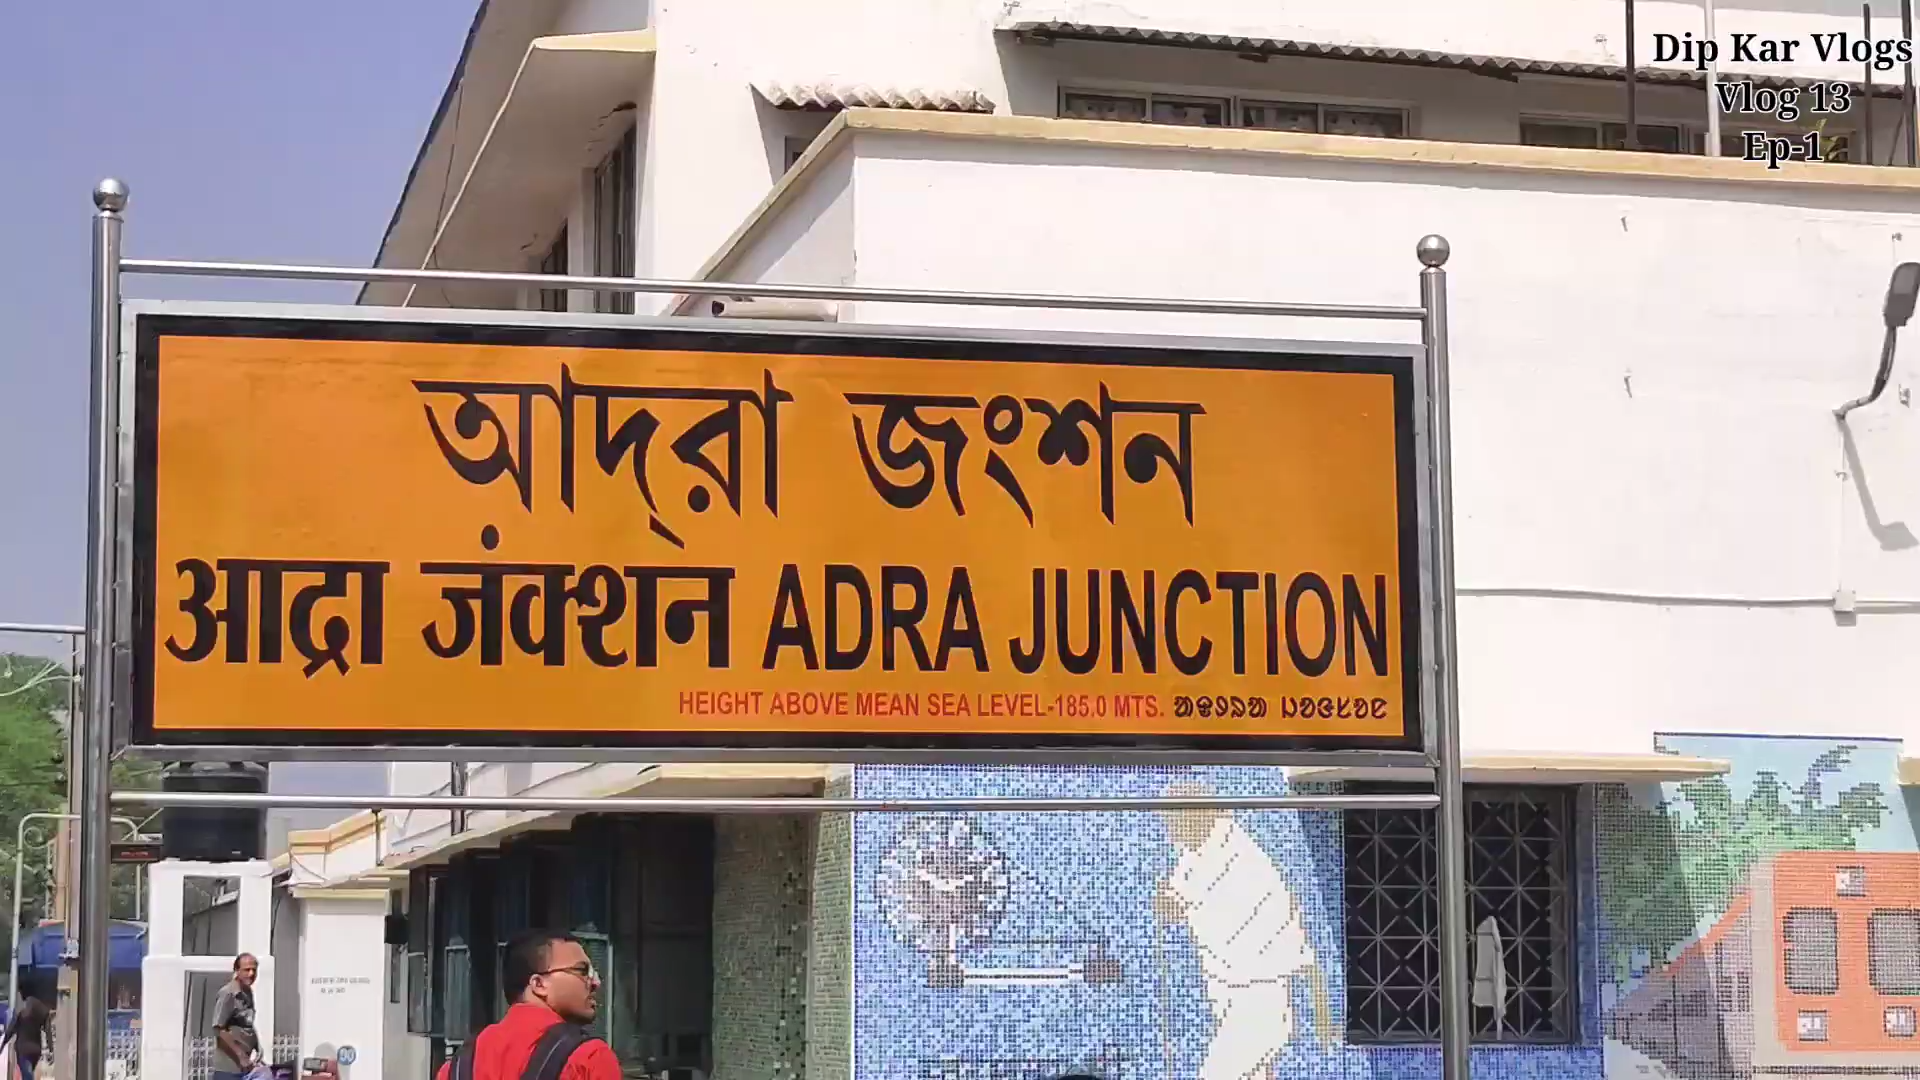 Dip Kar Vlogs
Vlog 13
Ep-1
আদ্‌রা জংশন
आद्रा जंक्शन ADRA JUNCTION
HEIGHT ABOVE MEAN SEA LEVEL-185.0 MTS.
90